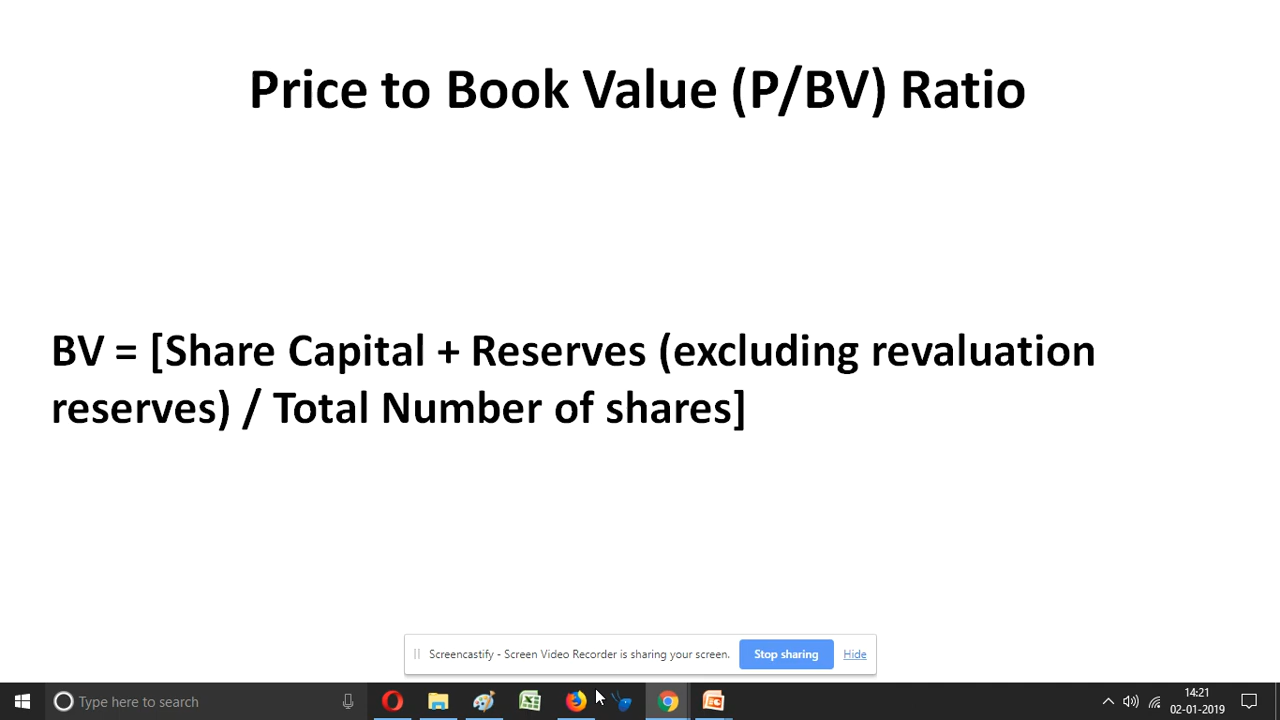 Price to Book Value (P/BV) Ratio
BV = [Share Capital + Reserves (excluding revaluation
reserves) / Total Number of shares]
Screencastify - Screen Video Recorder is sharing your screen.
Stop sharing
Hide
Type here to search
14:21
02-01-2019